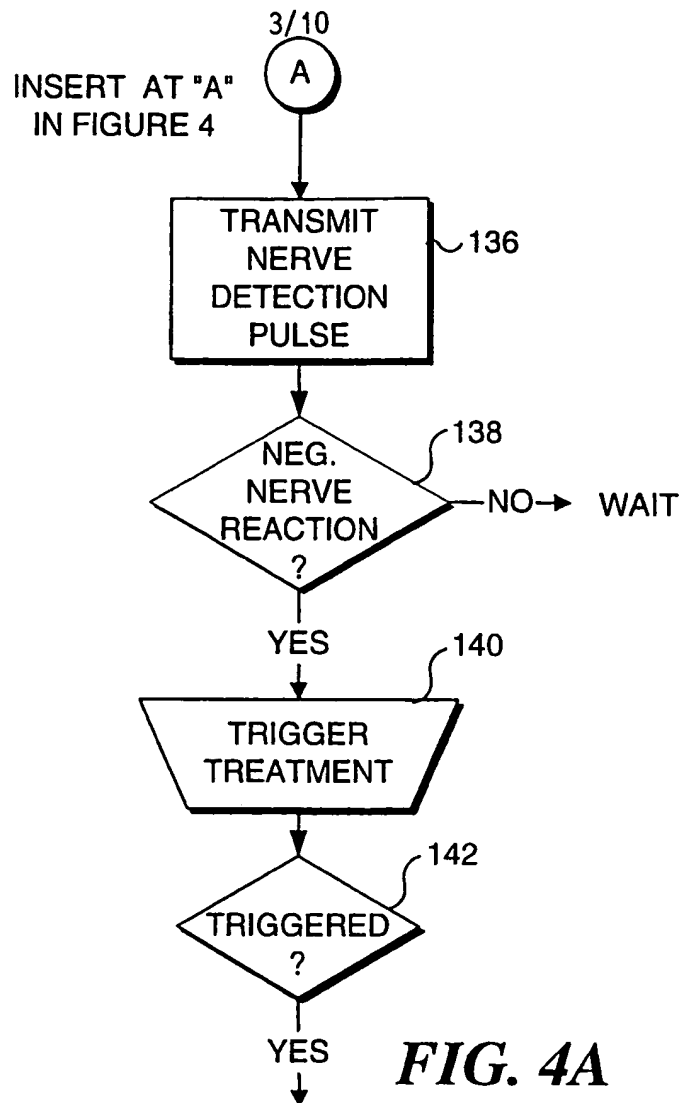 3/10
A
INSERT AT "A"
IN FIGURE 4
TRANSMIT
NERVE
DETECTION
PULSE
136
NEG.
NERVE
REACTION
?
138
NO
WAIT
YES
140
TRIGGER
TREATMENT
142
TRIGGERED
?
YES
FIG. 4A